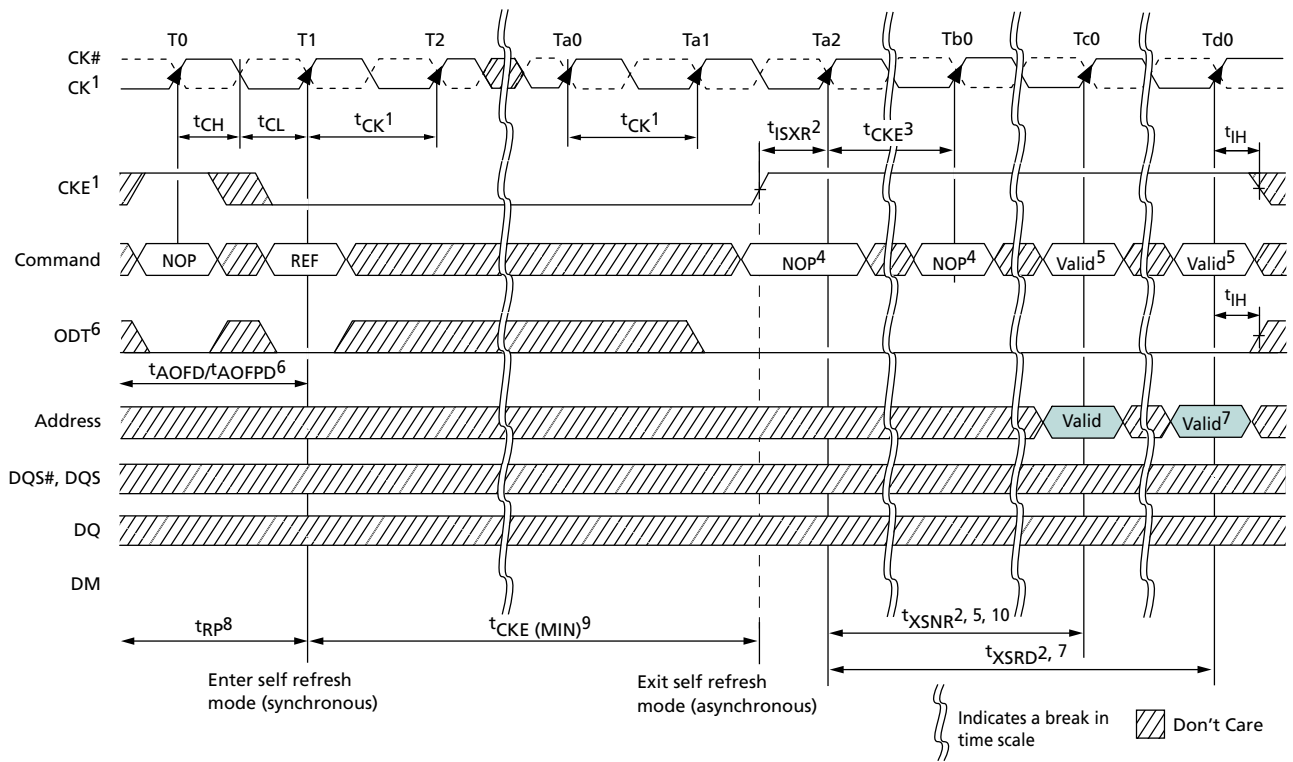 T0 T1 T2 Ta0 Ta1 Ta2 Tb0 Tc0 Td0
CK#
CK1
tCH tCL tCK1 tCK1 tISXR2 tCKE3 tIH
CKE1
Command NOP REF NOP4 NOP4 Valid5 Valid5
tIH
ODT6
tAOFD/tAOFPD6
Address Valid Valid7
DQS#, DQS
DQ
DM
tRP8 tCKE (MIN)9 tXSNR2, 5, 10
tXSRD2, 7
Enter self refresh
mode (synchronous)
Exit self refresh
mode (asynchronous)
Indicates a break in
time scale
Don't Care